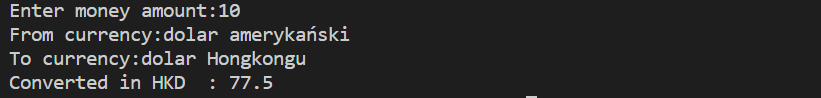 Enter money amount:10
From currency:dolar amerykański
To currency:dolar Hongkongu
Converted in HKD  : 77.5